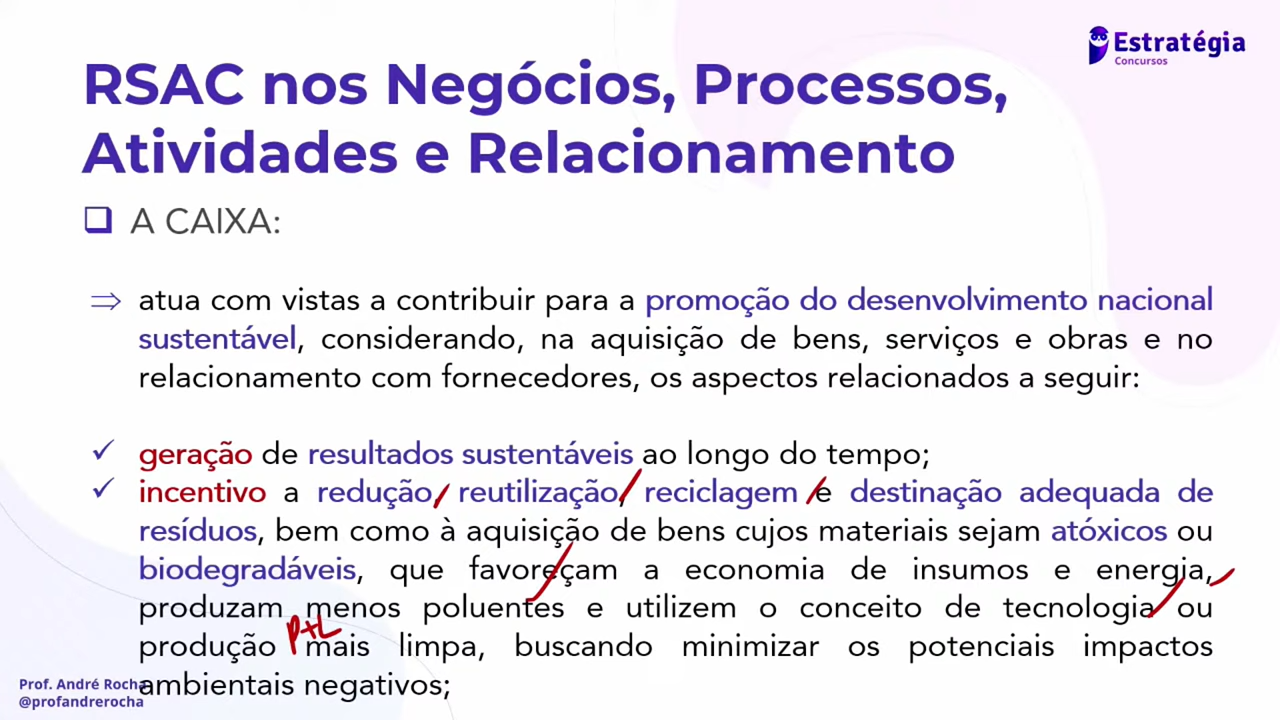 Estratégia
Concursos
RSAC nos Negócios, Processos,
Atividades e Relacionamento
A CAIXA:
atua com vistas a contribuir para a promoção do desenvolvimento nacional
sustentável, considerando, na aquisição de bens, serviços e obras e no
relacionamento com fornecedores, os aspectos relacionados a seguir:
geração de resultados sustentáveis ao longo do tempo;
incentivo a redução, reutilização, reciclagem e destinação adequada de
resíduos, bem como à aquisição de bens cujos materiais sejam atóxicos ou
biodegradáveis, que favoreçam a economia de insumos e energia,
produzam menos poluentes e utilizem o conceito de tecnologia ou
P+L
produção mais limpa, buscando minimizar os potenciais impactos
ambientais negativos;
Prof. André Rocha
@profandrerocha